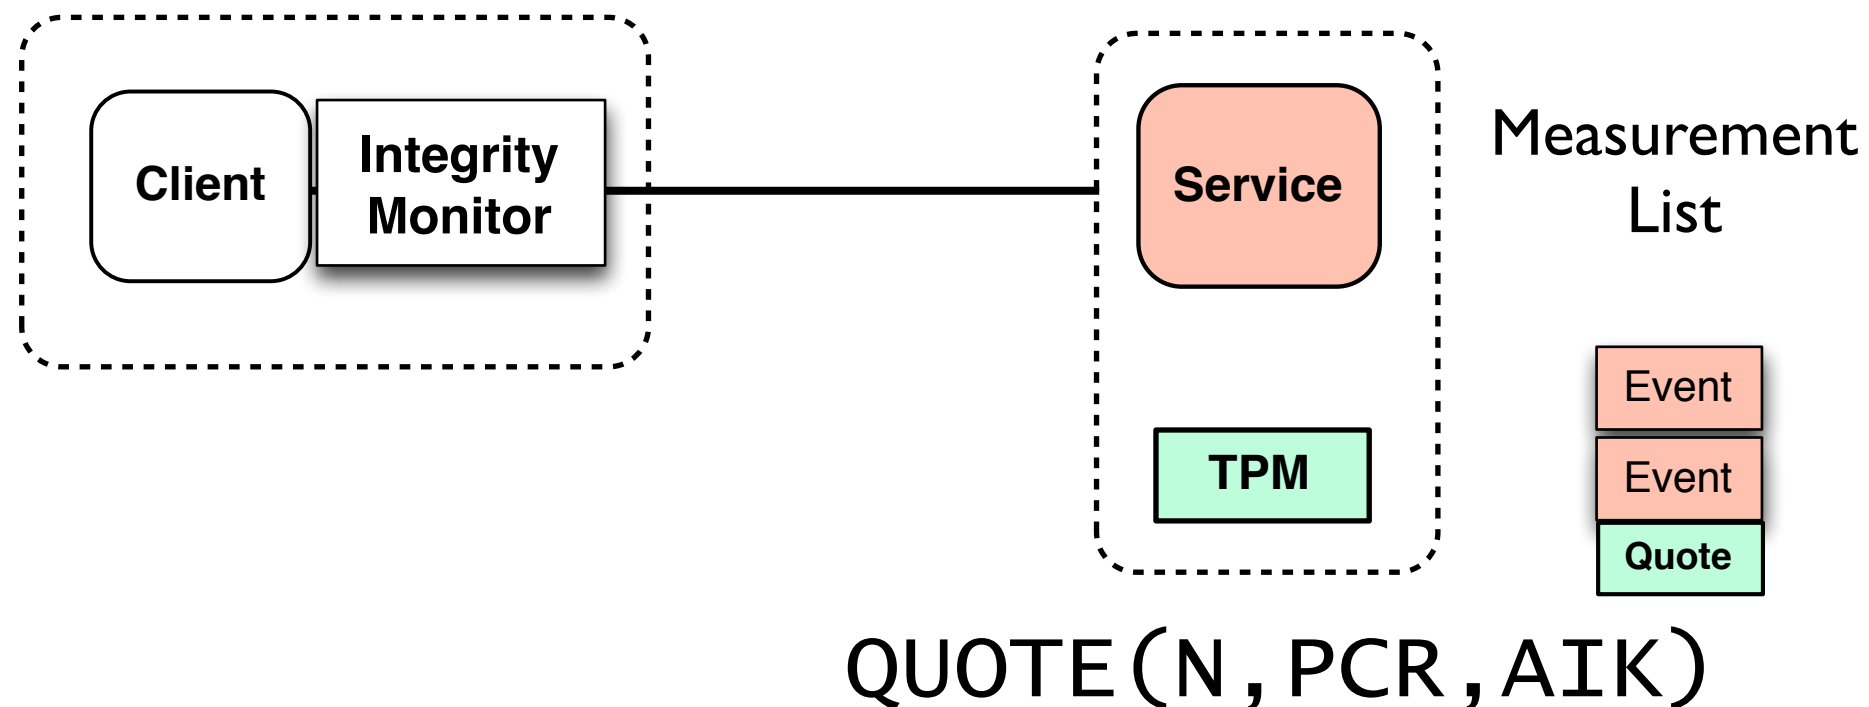 Client
Integrity
Monitor
Service
Measurement
List
TPM
Event
Event
Quote
QUOTE(N,PCR,AIK)